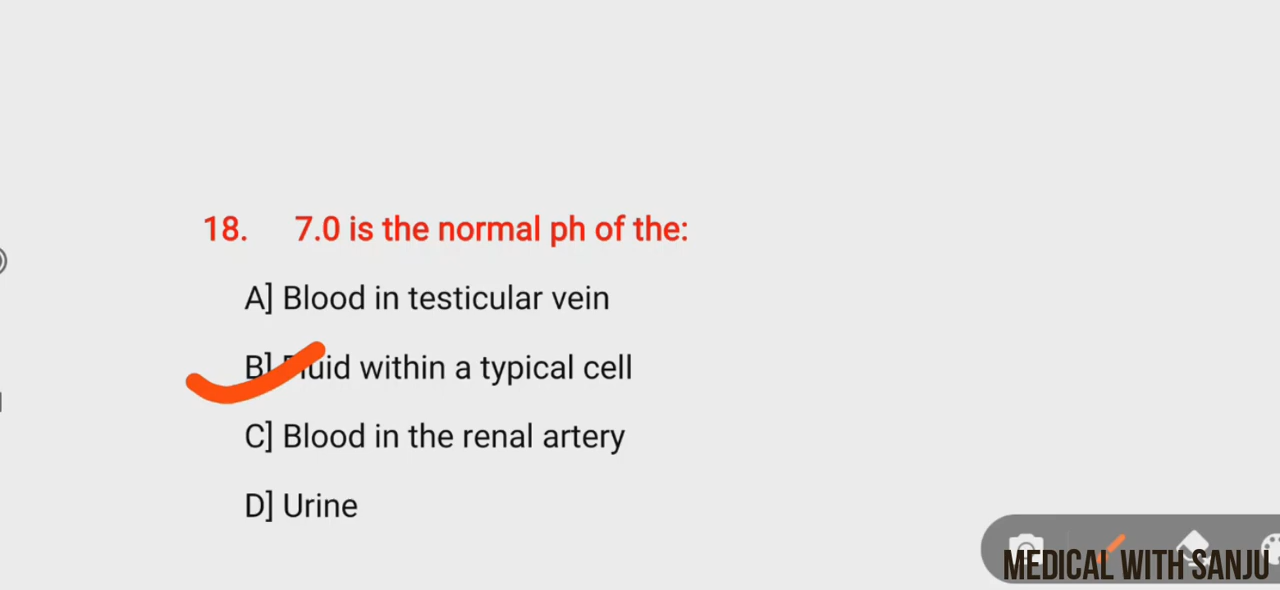 18. 7.0 is the normal ph of the:
A] Blood in testicular vein
B] Fluid within a typical cell
C] Blood in the renal artery
D] Urine
MEDICAL WITH SANJU